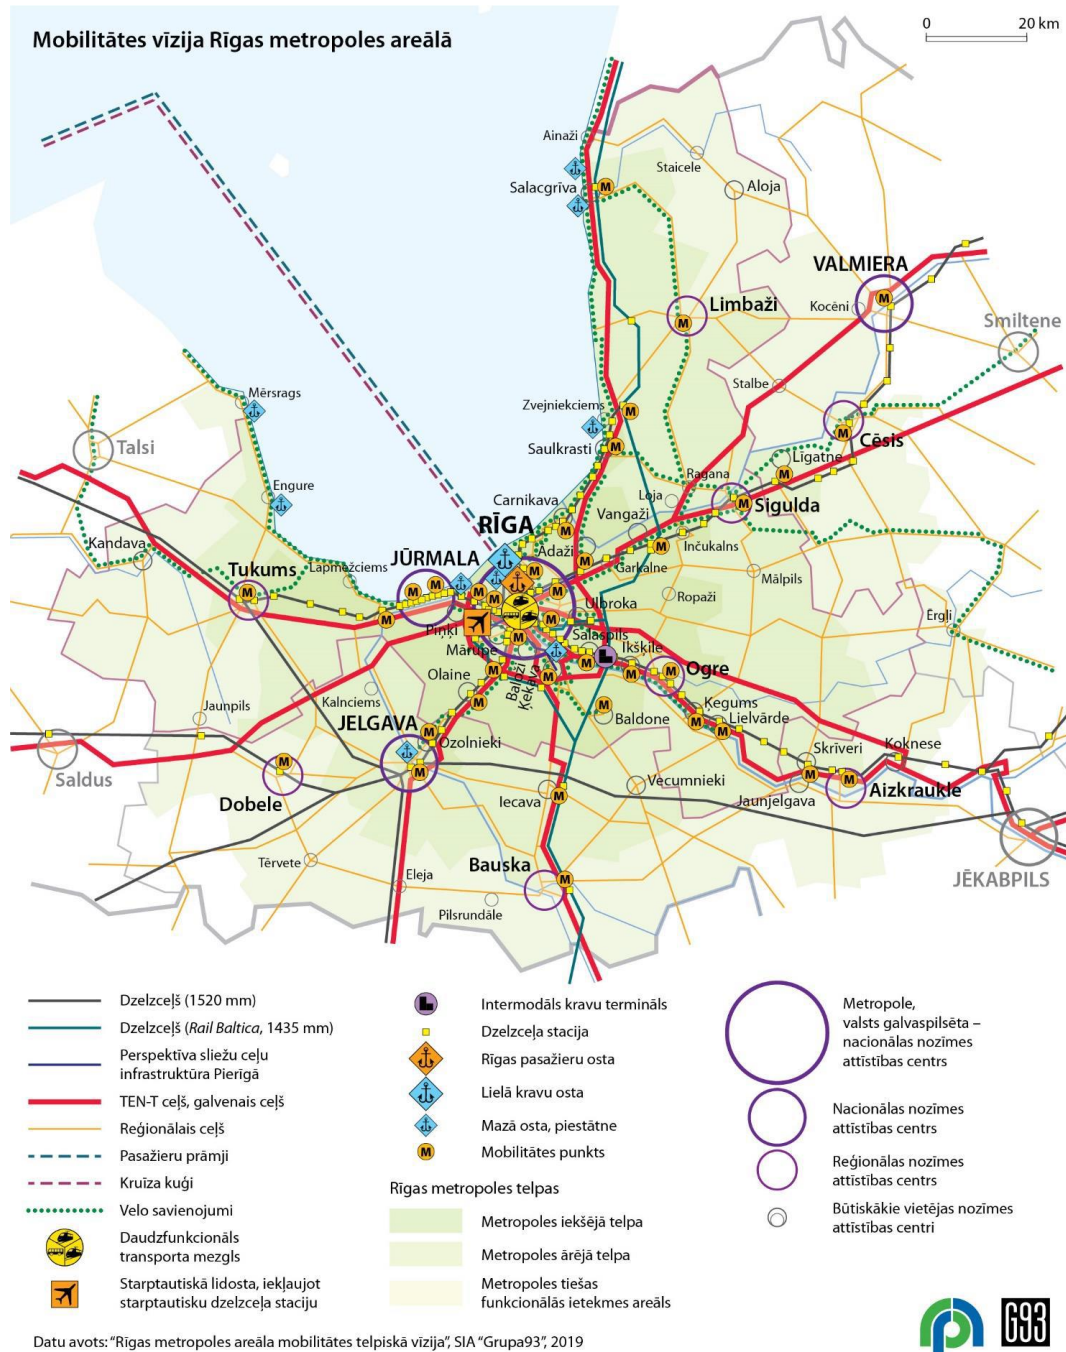 Mobilitātes vīzija Rīgas metropoles areālā
0 20 km
Ainaži
Staicele
Salacgrīva
Aloja
VALMIERA
Limbaži
Kocēni
Smiltene
Stalbe
Mērsrags
Zvejniekciems
Talsi
Cēsis
Saulkrasti
Līgatne
Ragana
Engure
Carnikava
Loja
Sigulda
Vangaži
RĪGA
Kandava
Ādaži
Inčukalns
JŪRMALA
Tukums
Lapmežciems
Garkalne
Mālpils
Ropaži
Ulbroka
Ērgļi
Piņķi
Salaspils
Mārupe
Ikšķile
Ogre
Olaine
Baloži
Ķekava
Kalnciems
Jaunpils
Ķegums
Baldone
Lielvārde
JELGAVA
Ozolnieki
Skrīveri
Koknese
Saldus
Vecumnieki
Dobele
Iecava
Jaunjelgava
Aizkraukle
Tērvete
Eleja
Bauska
JĒKABPILS
Pilsrundāle
Dzelzceļš (1520 mm)
Dzelzceļš (Rail Baltica, 1435 mm)
Perspektīva sliežu ceļu
infrastruktūra Pierīgā
TEN-T ceļš, galvenais ceļš
Reģionālais ceļš
Pasažieru prāmji
Kruīza kuģi
Velo savienojumi
Daudzfunkcionāls
transporta mezgls
Starptautiskā lidosta, iekļaujot
starptautisku dzelzceļa staciju
Intermodāls kravu termināls
Dzelzceļa stacija
Rīgas pasažieru osta
Lielā kravu osta
Mazā osta, piestātne
M Mobilitātes punkts
Rīgas metropoles telpas
Metropoles iekšējā telpa
Metropoles ārējā telpa
Metropoles tiešas
funkcionālās ietekmes areāls
Metropole,
valsts galvaspilsēta –
nacionālas nozīmes
attīstības centrs
Nacionālas nozīmes
attīstības centrs
Reģionālas nozīmes
attīstības centrs
Būtiskākie vietējas nozīmes
attīstības centri
Datu avots: "Rīgas metropoles areāla mobilitātes telpiskā vīzija", SIA "Grupa93", 2019
G93